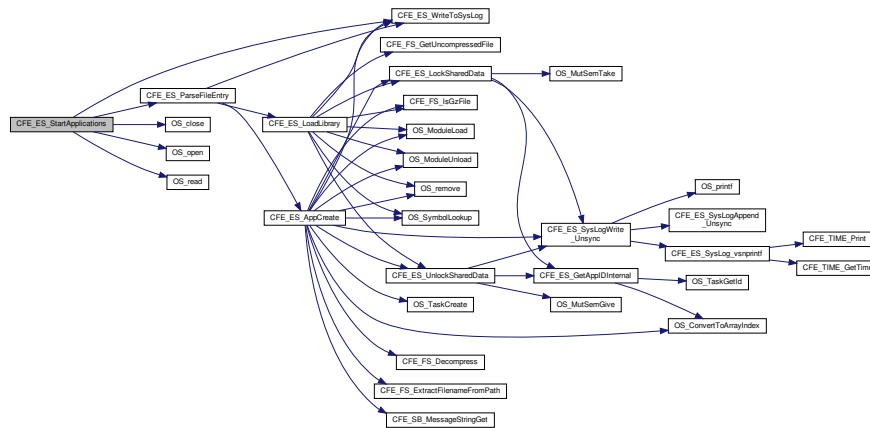 CFE_ES_WriteToSysLog
CFE_FS_GetUncompressedFile
CFE_ES_LockSharedData
OS_MutSemTake
CFE_ES_ParseFileEntry
CFE_FS_IsGzFile
CFE_ES_StartApplications
OS_close
CFE_ES_LoadLibrary
OS_ModuleLoad
OS_open
OS_ModuleUnload
OS_read
OS_remove
OS_printf
CFE_ES_AppCreate
OS_SymbolLookup
CFE_ES_SysLogAppend
_Unsync
CFE_ES_SysLogWrite
_Unsync
CFE_TIME_Print
CFE_ES_SysLog_vsnprintf
CFE_TIME_GetTime
CFE_ES_UnlockSharedData
CFE_ES_GetAppIDInternal
OS_TaskGetId
OS_TaskCreate
OS_MutSemGive
OS_ConvertToArrayIndex
CFE_FS_Decompress
CFE_FS_ExtractFilenameFromPath
CFE_SB_MessageStringGet